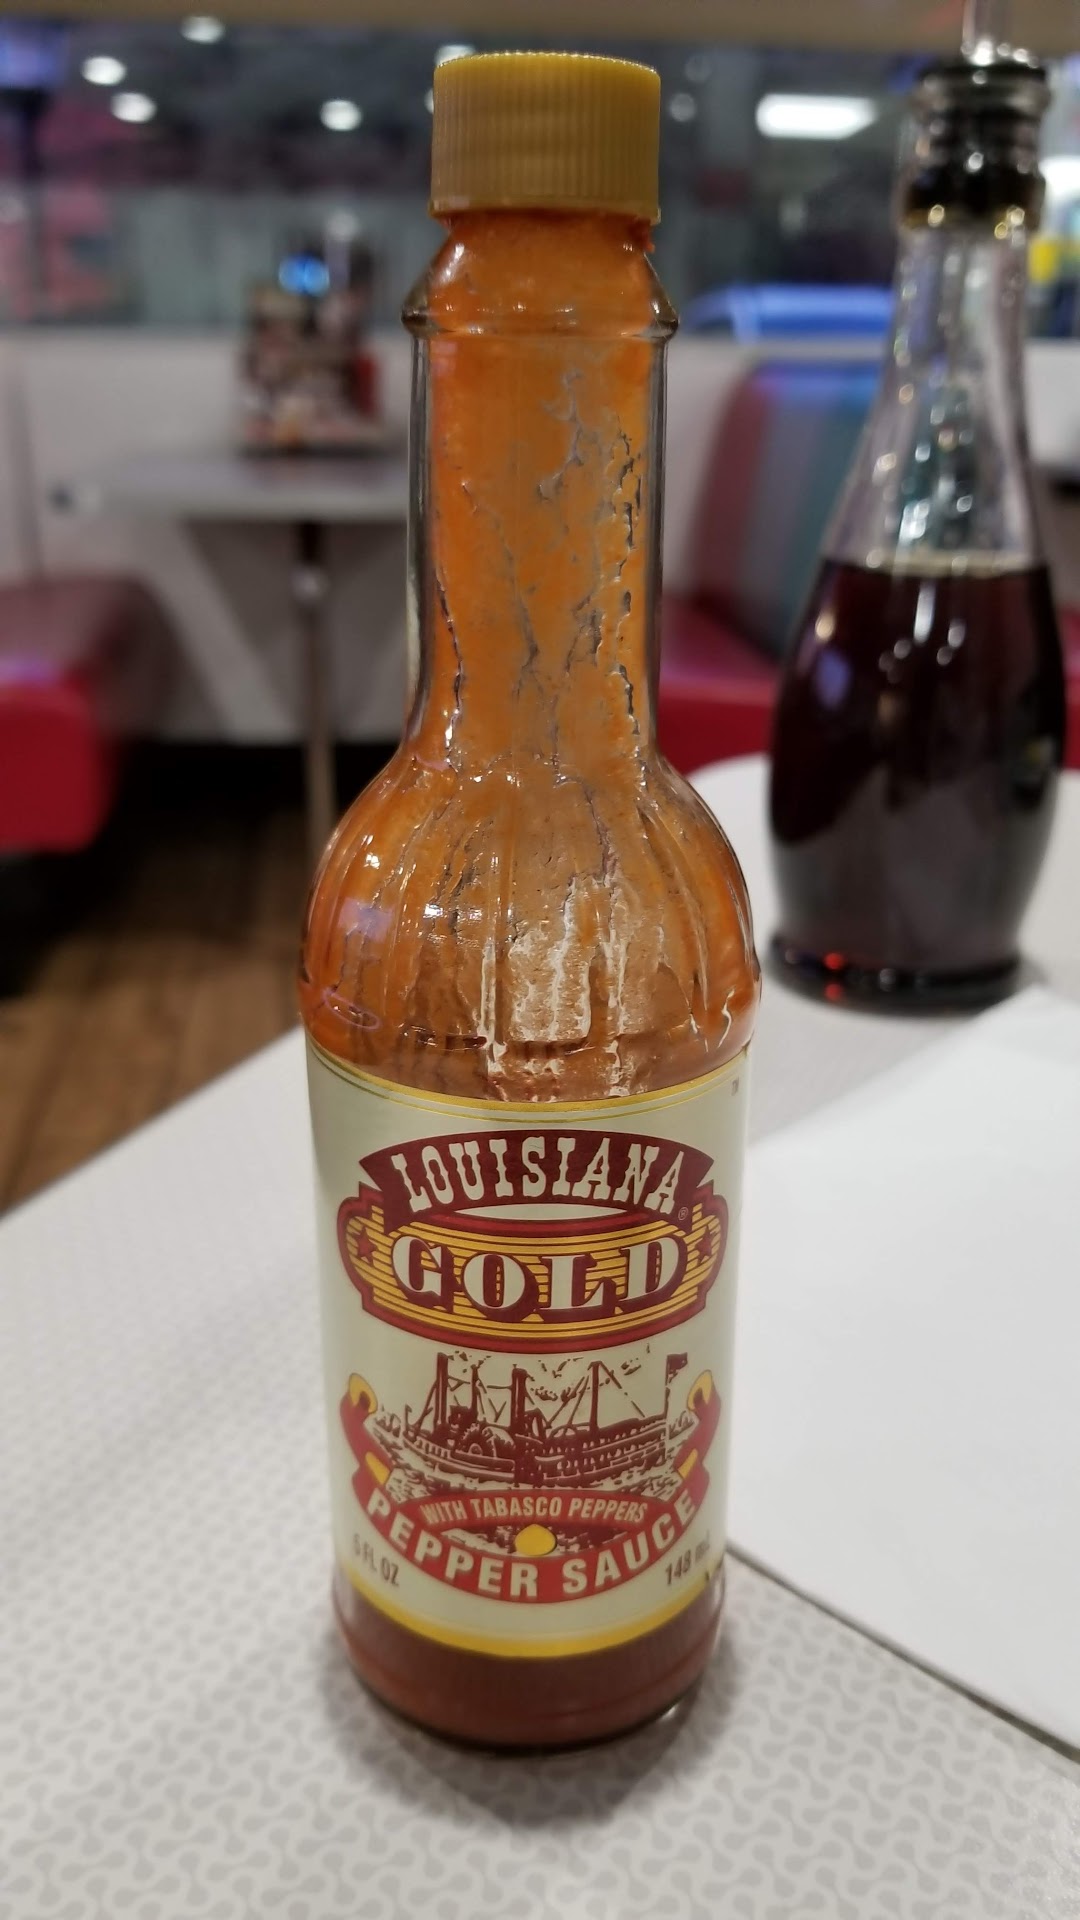 LOUISIANA
GOLD
WITH TABASCO PEPPERS
PEPPER SAUCE
5 FL OZ
148 mL